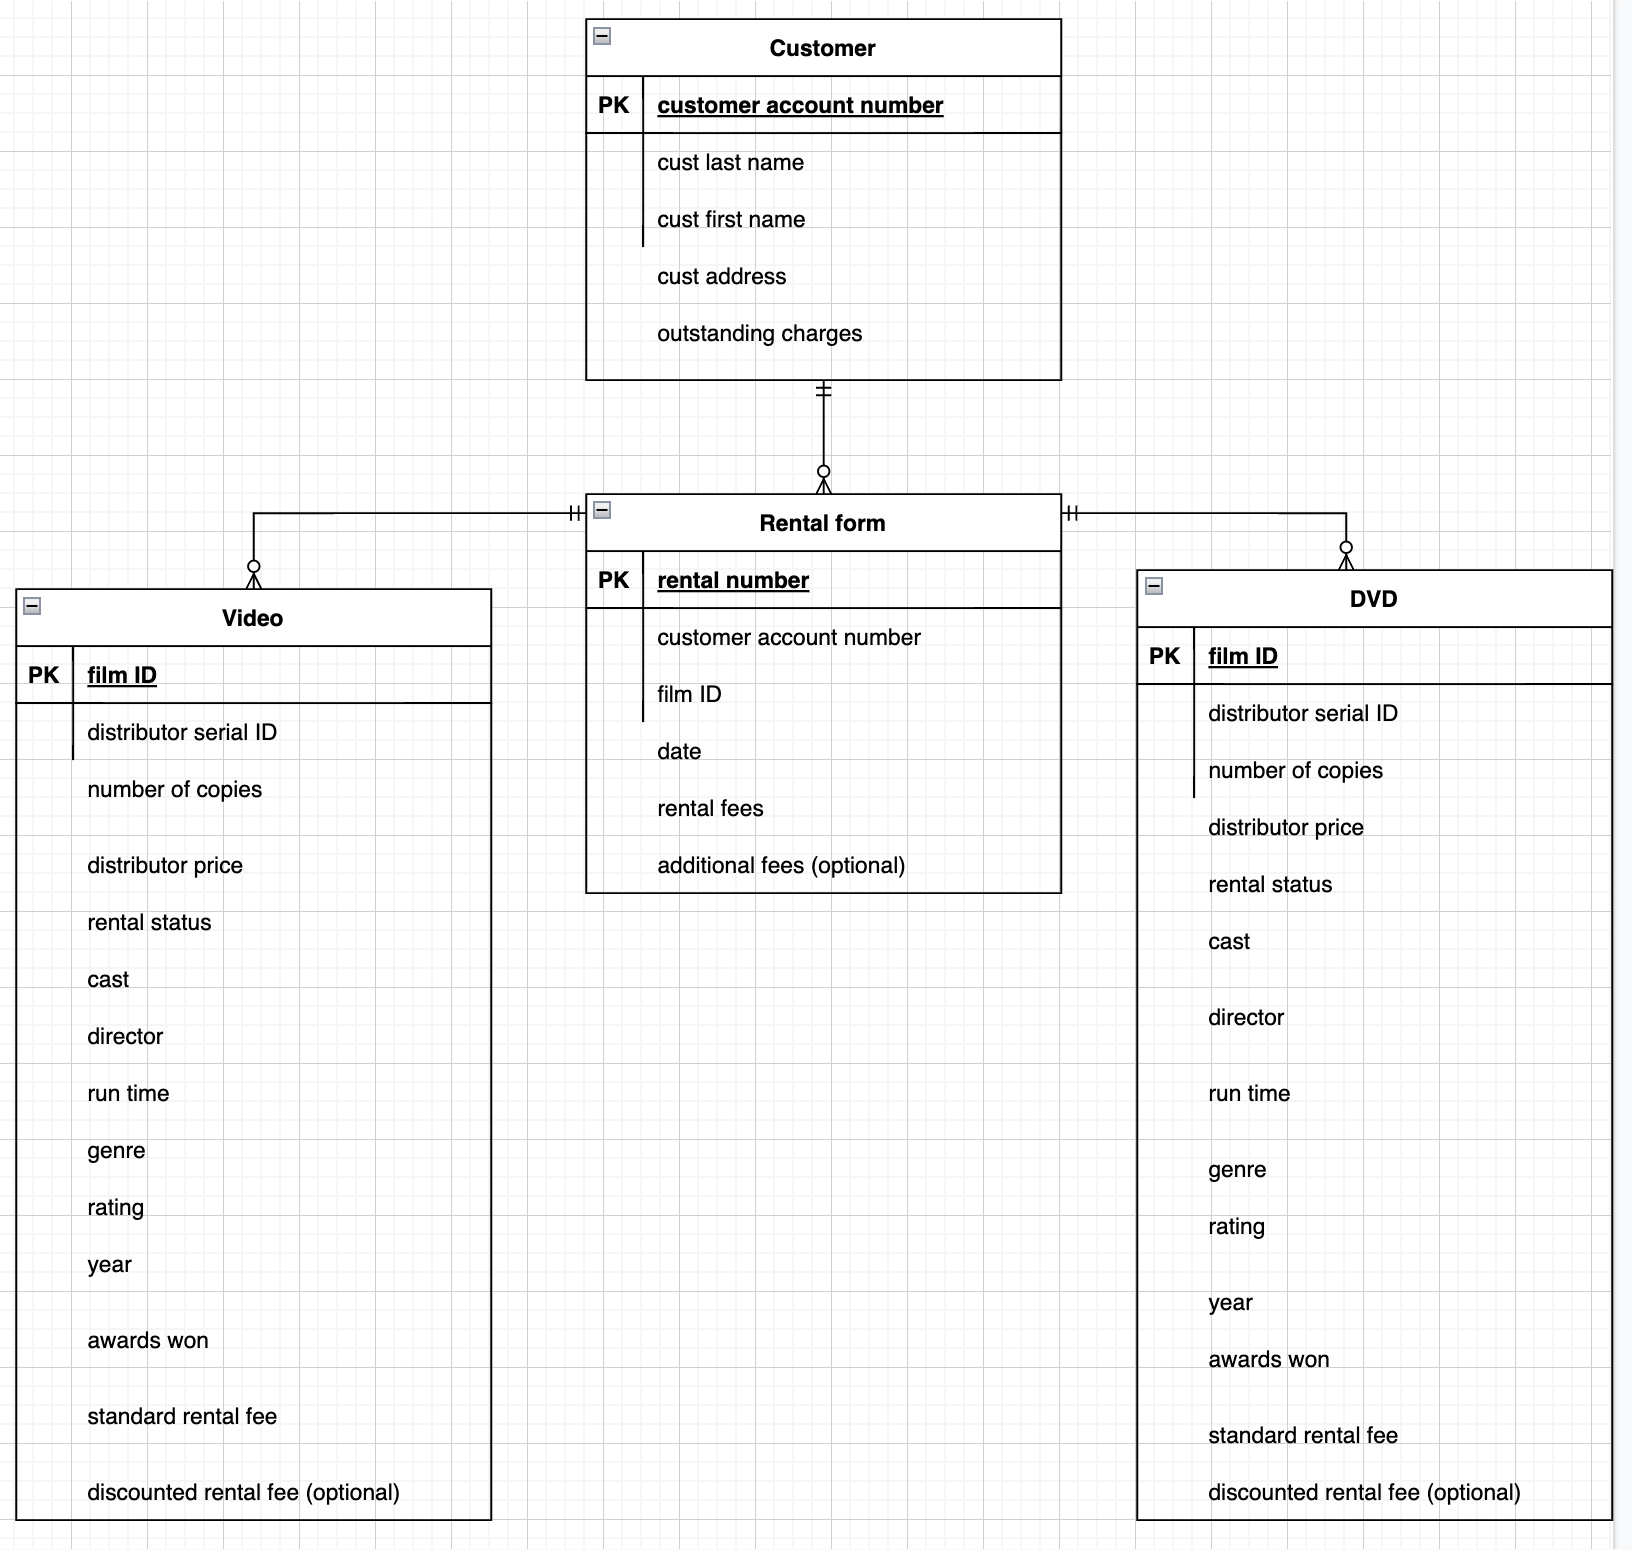 Customer
PK customer account number
cust last name
cust first name
cust address
outstanding charges
Rental form
PK rental number
customer account number
film ID
date
rental fees
additional fees (optional)
Video
PK film ID
distributor serial ID
number of copies
distributor price
rental status
cast
director
run time
genre
rating
year
awards won
standard rental fee
discounted rental fee (optional)
DVD
PK film ID
distributor serial ID
number of copies
distributor price
rental status
cast
director
run time
genre
rating
year
awards won
standard rental fee
discounted rental fee (optional)